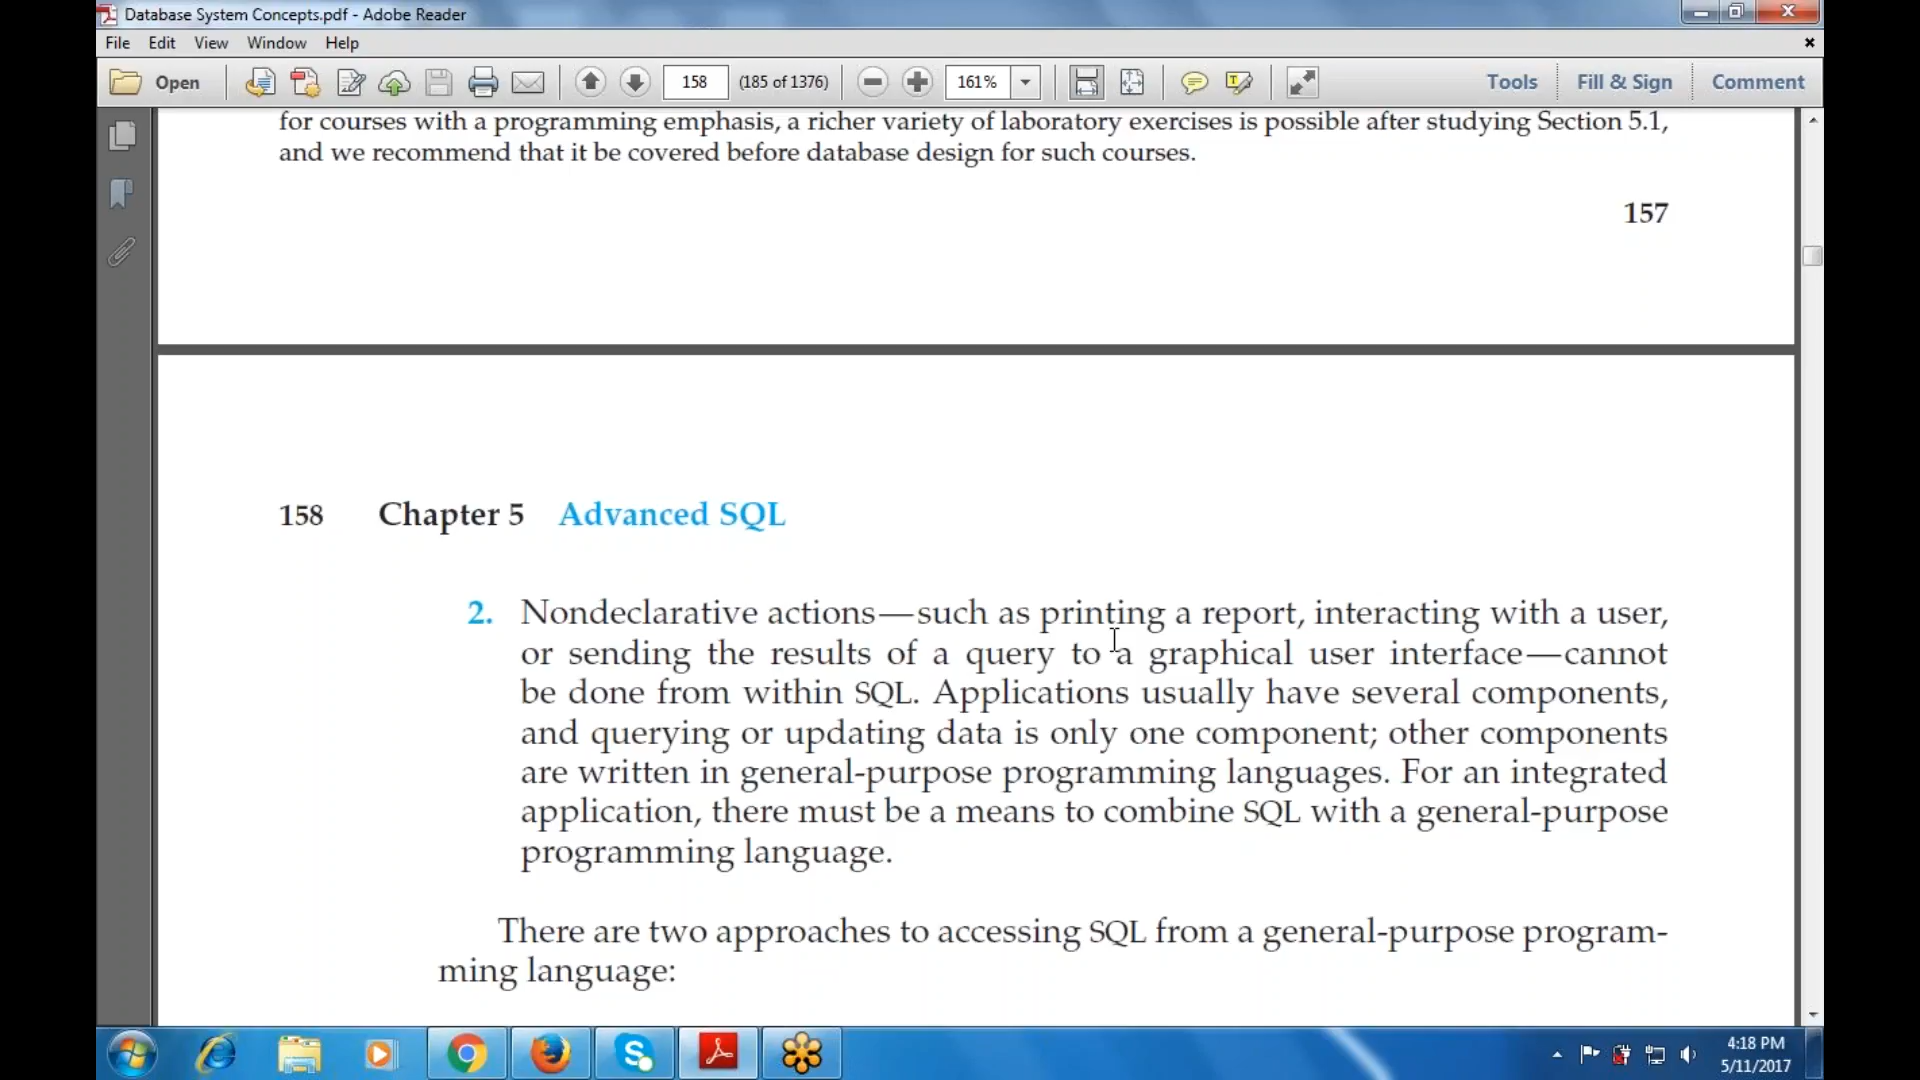 Database System Concepts.pdf - Adobe Reader
File Edit View Window Help
Open 158 (185 of 1376) 161% Tools Fill & Sign Comment
for courses with a programming emphasis, a richer variety of laboratory exercises is possible after studying Section 5.1,
and we recommend that it be covered before database design for such courses.
157
158 Chapter 5 Advanced SQL
2. Nondeclarative actions—such as printing a report, interacting with a user,
or sending the results of a query to a graphical user interface—cannot
be done from within SQL. Applications usually have several components,
and querying or updating data is only one component; other components
are written in general-purpose programming languages. For an integrated
application, there must be a means to combine SQL with a general-purpose
programming language.
There are two approaches to accessing SQL from a general-purpose program-
ming language:
4:18 PM
5/11/2017